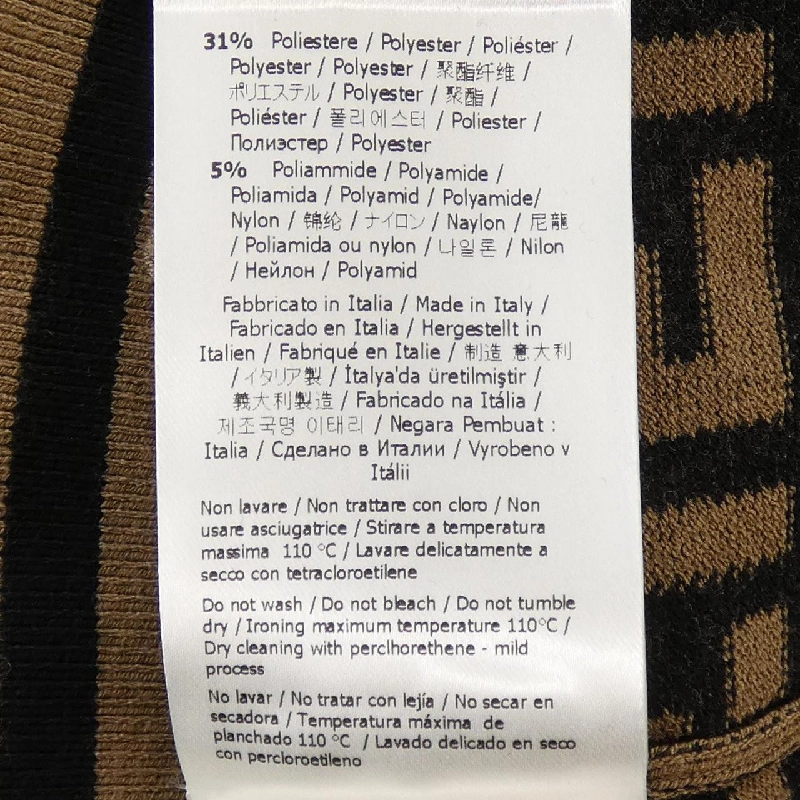 31% Poliestere / Polyester / Poliéster /
Polyester / Polyester / 聚酯纤维 /
ポリエステル / Polyester / 聚酯 /
Poliéster / 폴리에스터 / Poliester /
Полиэстер / Polyester
5% Poliammide / Polyamide /
Poliamida / Polyamid / Polyamide/
Nylon / 锦纶 / ナイロン / Naylon / 尼龍
/ Poliamida ou nylon / 나일론 / Nilon
/ Нейлон / Polyamid
Fabbricato in Italia / Made in Italy /
Fabricado en Italia / Hergestellt in
Italien / Fabriqué en Italie / 制造 意大利
/ イタリア製 / İtalya'da üretilmiştir /
義大利製造 / Fabricado na Itália /
제조국명 이태리 / Negara Pembuat :
Italia / Сделано в Италии / Vyrobeno v
Itálii
Non lavare / Non trattare con cloro / Non
usare asciugatrice / Stirare a temperatura
massima 110 °C / Lavare delicatamente a
secco con tetracloroetilene
Do not wash / Do not bleach / Do not tumble
dry / Ironing maximum temperature 110°C /
Dry cleaning with perclhorethene - mild
process
No lavar / No tratar con lejía / No secar en
secadora / Temperatura máxima de
planchado 110 °C / Lavado delicado en seco
con percloroetileno